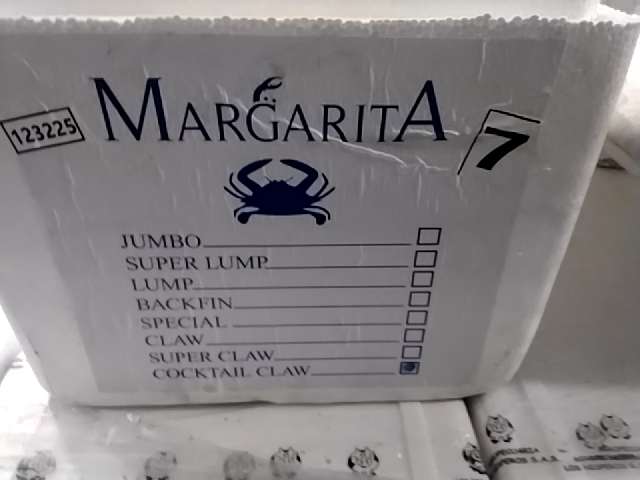 MARGARITA
123225
7
JUMBO
SUPER LUMP
LUMP
BACKFIN
SPECIAL
CLAW
SUPER CLAW
COCKTAIL CLAW